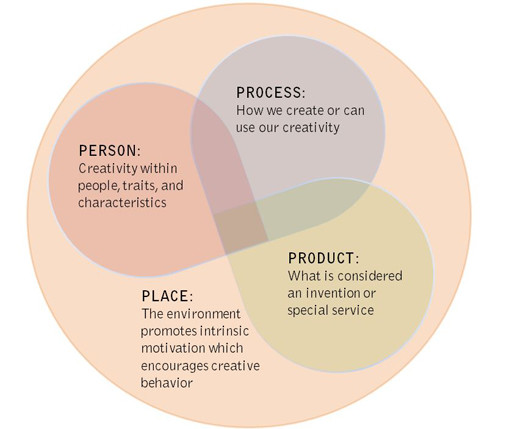 PROCESS:
How we create or can
use our creativity
PERSON:
Creativity within
people, traits, and
characteristics
PRODUCT:
What is considered
an invention or
special service
PLACE:
The environment
promotes intrinsic
motivation which
encourages creative
behavior